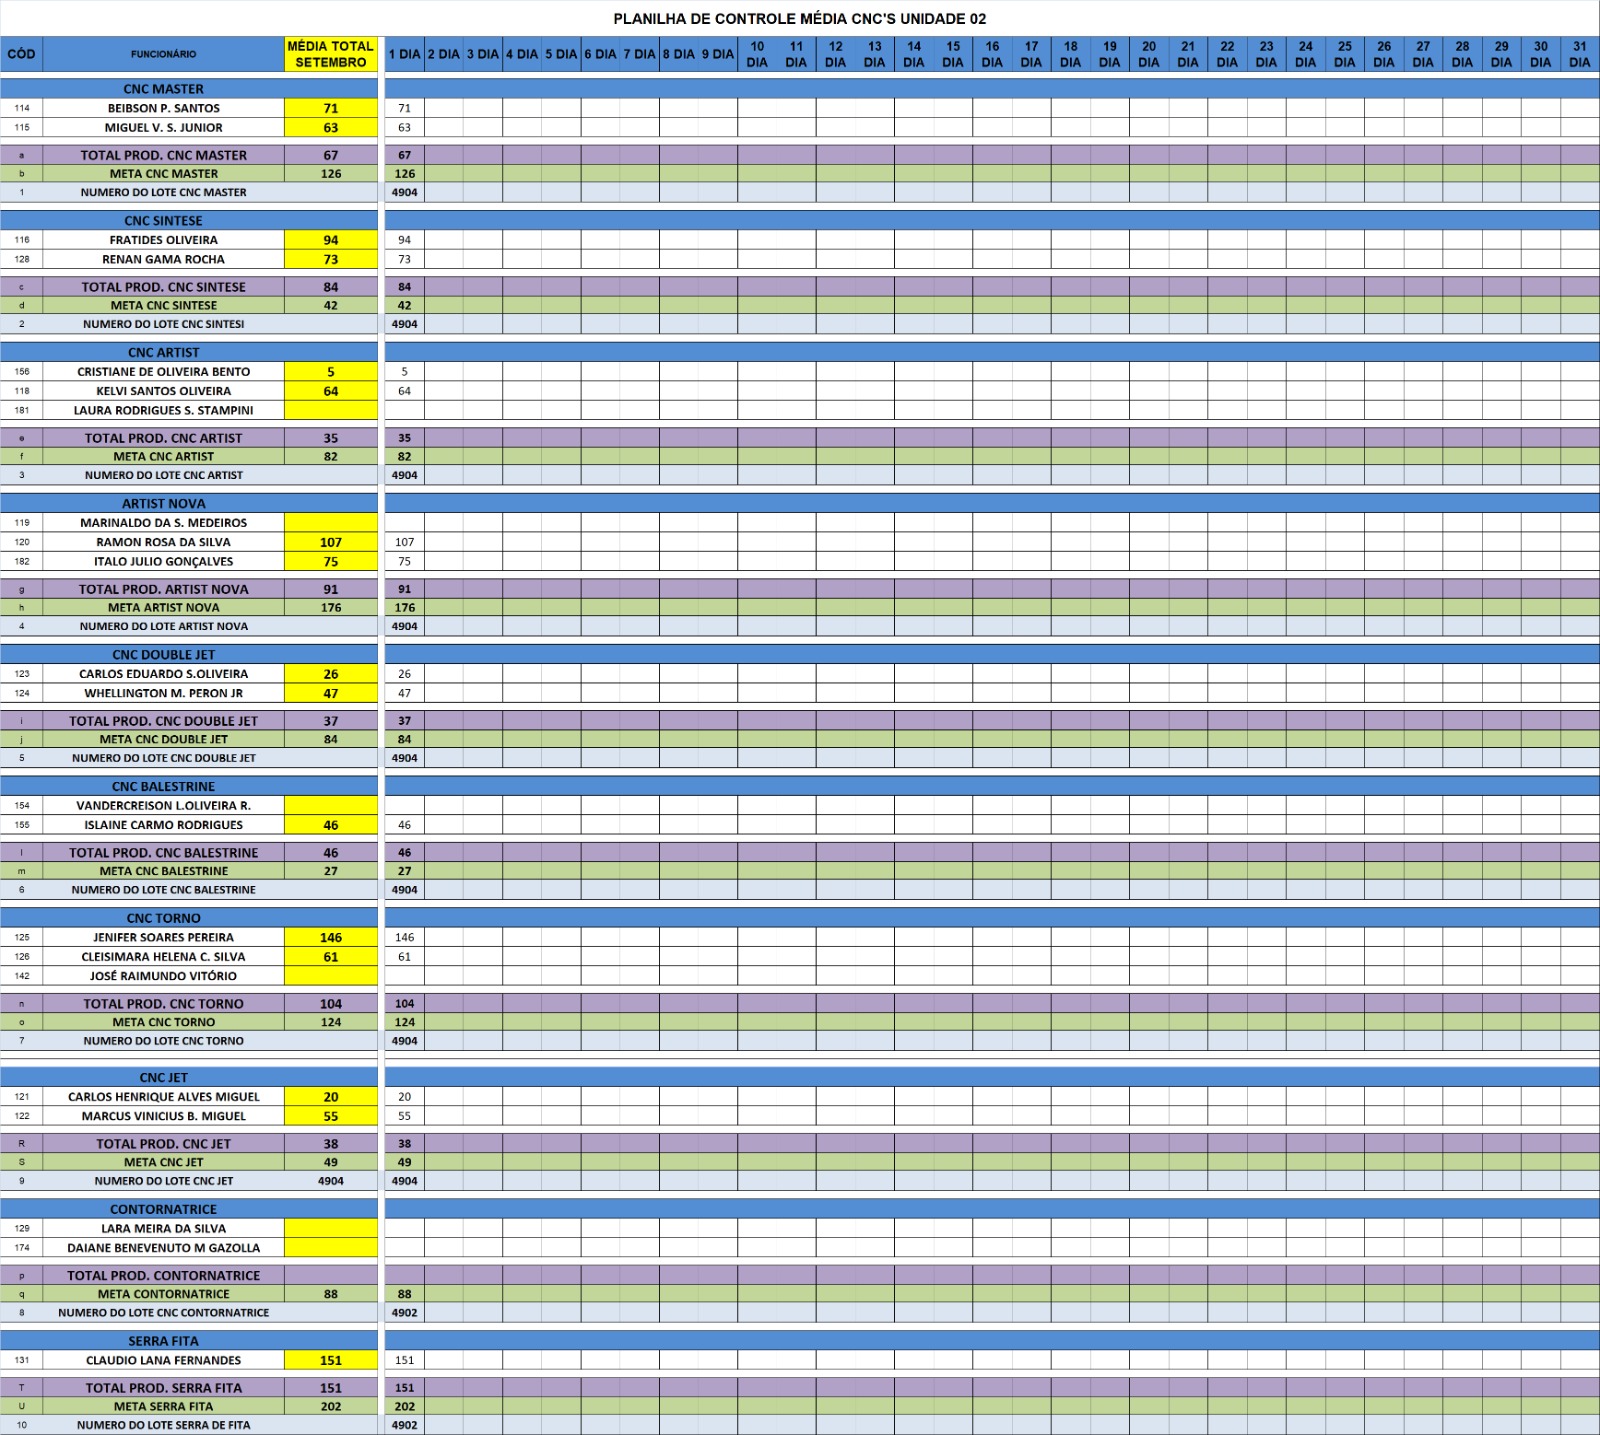 PLANILHA DE CONTROLE MÉDIA CNC'S UNIDADE 02
CÓD FUNCIONÁRIO MÉDIA TOTAL SETEMBRO 1 DIA 2 DIA 3 DIA 4 DIA 5 DIA 6 DIA 7 DIA 8 DIA 9 DIA 10 DIA 11 DIA 12 DIA 13 DIA 14 DIA 15 DIA 16 DIA 17 DIA 18 DIA 19 DIA 20 DIA 21 DIA 22 DIA 23 DIA 24 DIA 25 DIA 26 DIA 27 DIA 28 DIA 29 DIA 30 DIA 31 DIA
CNC MASTER
114 BEIBSON P. SANTOS 71 71
115 MIGUEL V. S. JUNIOR 63 63
a TOTAL PROD. CNC MASTER 67 67
b META CNC MASTER 126 126
1 NUMERO DO LOTE CNC MASTER 4904
CNC SINTESE
116 FRATIDES OLIVEIRA 94 94
128 RENAN GAMA ROCHA 73 73
c TOTAL PROD. CNC SINTESE 84 84
d META CNC SINTESE 42 42
2 NUMERO DO LOTE CNC SINTESI 4904
CNC ARTIST
156 CRISTIANE DE OLIVEIRA BENTO 5 5
118 KELVI SANTOS OLIVEIRA 64 64
181 LAURA RODRIGUES S. STAMPINI
e TOTAL PROD. CNC ARTIST 35 35
f META CNC ARTIST 82 82
3 NUMERO DO LOTE CNC ARTIST 4904
ARTIST NOVA
119 MARINALDO DA S. MEDEIROS
120 RAMON ROSA DA SILVA 107 107
182 ITALO JULIO GONÇALVES 75 75
g TOTAL PROD. ARTIST NOVA 91 91
h META ARTIST NOVA 176 176
4 NUMERO DO LOTE ARTIST NOVA 4904
CNC DOUBLE JET
123 CARLOS EDUARDO S.OLIVEIRA 26 26
124 WHELLINGTON M. PERON JR 47 47
i TOTAL PROD. CNC DOUBLE JET 37 37
j META CNC DOUBLE JET 84 84
5 NUMERO DO LOTE CNC DOUBLE JET 4904
CNC BALESTRINE
154 VANDERCREISON L.OLIVEIRA R.
155 ISLAINE CARMO RODRIGUES 46 46
l TOTAL PROD. CNC BALESTRINE 46 46
m META CNC BALESTRINE 27 27
6 NUMERO DO LOTE CNC BALESTRINE 4904
CNC TORNO
125 JENIFER SOARES PEREIRA 146 146
126 CLEISIMARA HELENA C. SILVA 61 61
142 JOSÉ RAIMUNDO VITÓRIO
n TOTAL PROD. CNC TORNO 104 104
o META CNC TORNO 124 124
7 NUMERO DO LOTE CNC TORNO 4904
CNC JET
121 CARLOS HENRIQUE ALVES MIGUEL 20 20
122 MARCUS VINICIUS B. MIGUEL 55 55
R TOTAL PROD. CNC JET 38 38
S META CNC JET 49 49
9 NUMERO DO LOTE CNC JET 4904 4904
CONTORNATRICE
129 LARA MEIRA DA SILVA
174 DAIANE BENEVENUTO M GAZOLLA
p TOTAL PROD. CONTORNATRICE
q META CONTORNATRICE 88 88
8 NUMERO DO LOTE CNC CONTORNATRICE 4902
SERRA FITA
131 CLAUDIO LANA FERNANDES 151 151
T TOTAL PROD. SERRA FITA 151 151
U META SERRA FITA 202 202
10 NUMERO DO LOTE SERRA DE FITA 4902